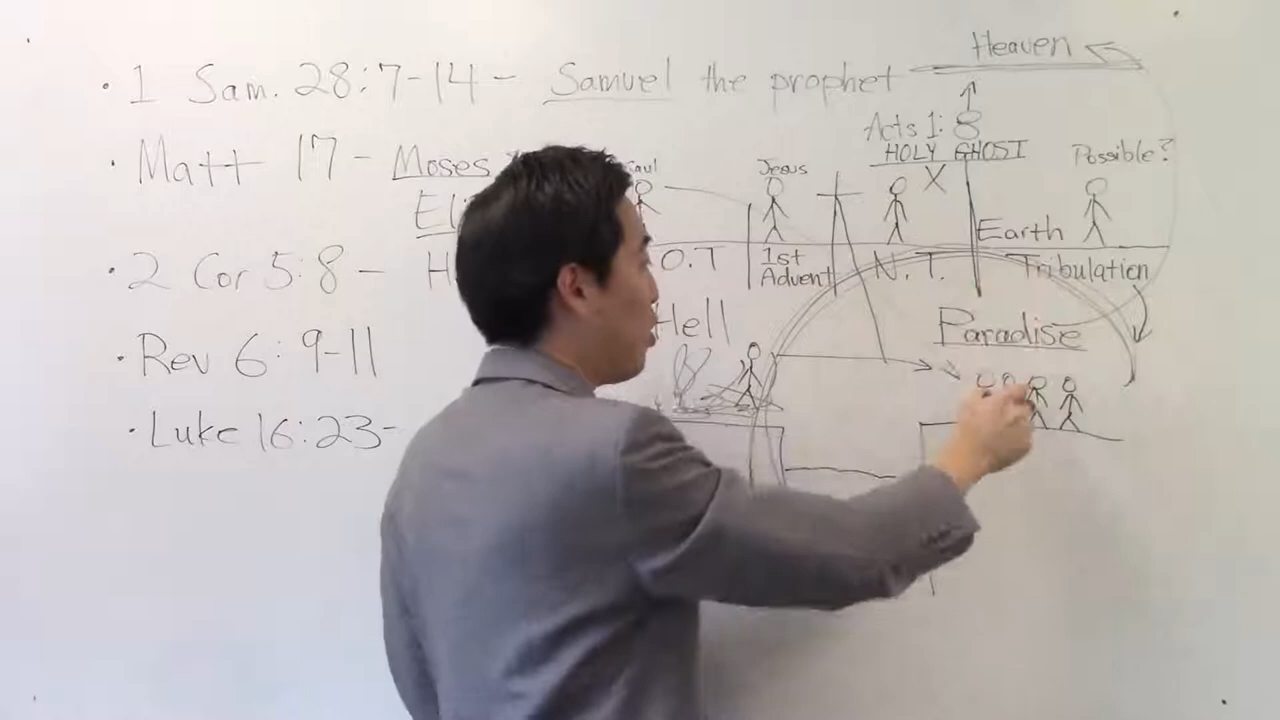 · 1 Sam. 28:7-14 - Samuel the prophet
· Matt 17 - Moses
· 2 Cor 5:8 -
· Rev 6:9-11
· Luke 16:23-
Heaven
Acts 1:8
HOLY GHOST
X
Possible?
Jesus
Earth
O.T
1st
Advent
N.T.
Tribulation
Hell
Paradise